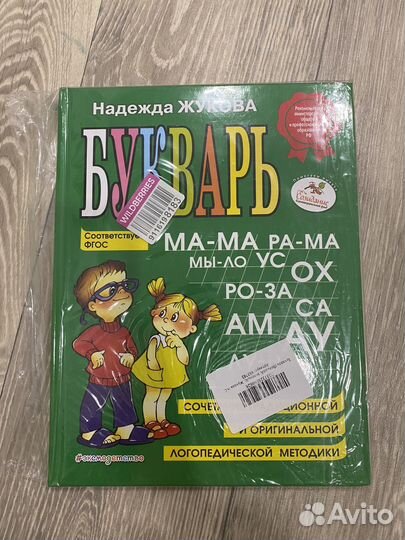 Надежда ЖУКОВА
БУКВАРЬ
WILDBERRIES
9116198183
Соответствует
ФГОС
МА-МА РА-МА
МЫ-ЛО УС
ОХ
РО-ЗА
СА
АМ АУ
И ОРИГИНАЛЬНОЙ
ЛОГОПЕДИЧЕСКОЙ МЕТОДИКИ
#эксмодетство
Avito